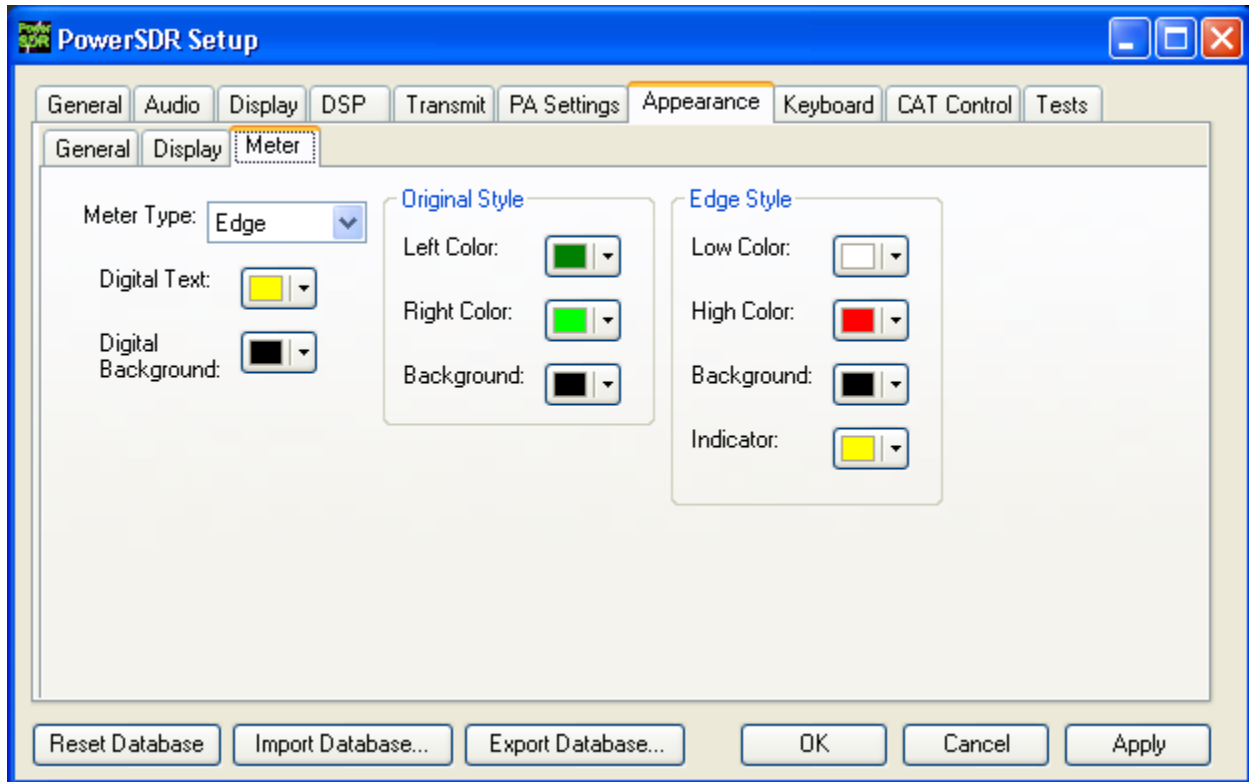 Power SDR PowerSDR Setup
General Audio Display DSP Transmit PA Settings Appearance Keyboard CAT Control Tests
General Display Meter
Meter Type: Edge
Digital Text:
Digital
Background:
Original Style
Left Color:
Right Color:
Background:
Edge Style
Low Color:
High Color:
Background:
Indicator:
Reset Database Import Database... Export Database... OK Cancel Apply